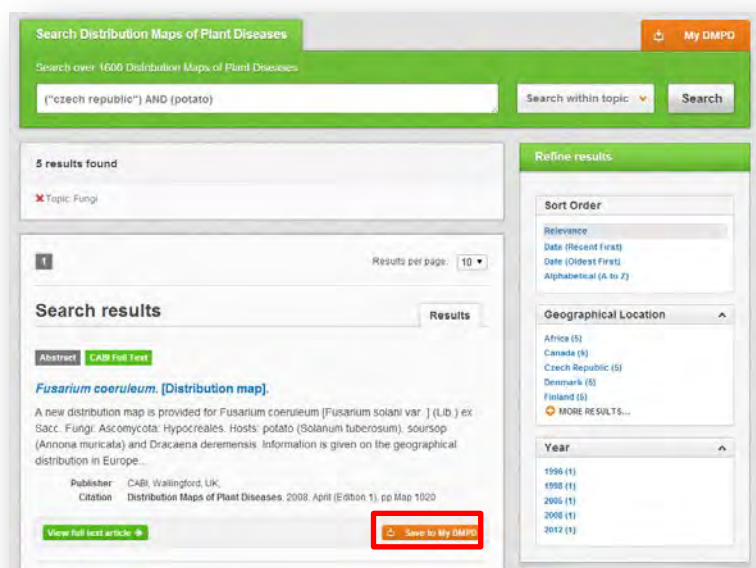 Search Distribution Maps of Plant Diseases
My DMPD
Search over 1600 Distribution Maps of Plant Diseases
("czech republic") AND (potato)
Search within topic
Search
5 results found
Topic: Fungi
1
Results per page: 10
Search results
Results
Abstract CABI Full Text
Fusarium coeruleum. [Distribution map].
A new distribution map is provided for Fusarium coeruleum [Fusarium solani var. ] (Lib.) ex
Sacc. Fungi: Ascomycota: Hypocreales. Hosts: potato (Solanum tuberosum), soursop
(Annona muricata) and Dracaena deremensis. Information is given on the geographical
distribution in Europe...
Publisher CABI, Wallingford, UK,
Citation Distribution Maps of Plant Diseases, 2008, April (Edition 1), pp Map 1020
View full text article
Save to My DMPD
Refine results
Sort Order
Relevance
Date (Recent First)
Date (Oldest First)
Alphabetical (A to Z)
Geographical Location
Africa (5)
Canada (5)
Czech Republic (5)
Denmark (5)
Finland (5)
MORE RESULTS...
Year
1996 (1)
1998 (1)
2005 (1)
2008 (1)
2012 (1)